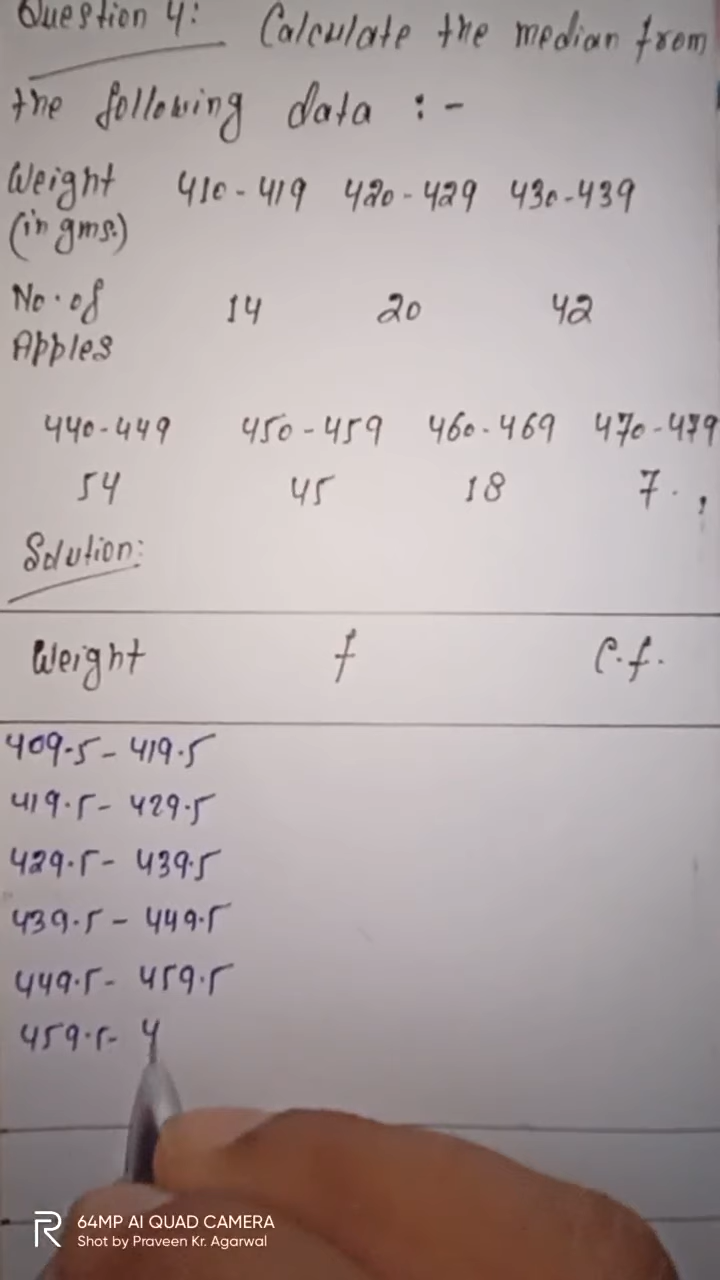 Question 4: Calculate the median from
the following data :-
Weight 410-419 420-429 430-439
(in gms.)
No. of 14 20 42
Apples
440-449 450-459 460-469 470-479
54 45 18 7.,
Solution:
Weight f C.f.
409.5- 419.5
419.5- 429.5
429.5- 439.5
439.5- 449.5
449.5- 459.5
459.5- 4
64MP AI QUAD CAMERA
Shot by Praveen Kr. Agarwal